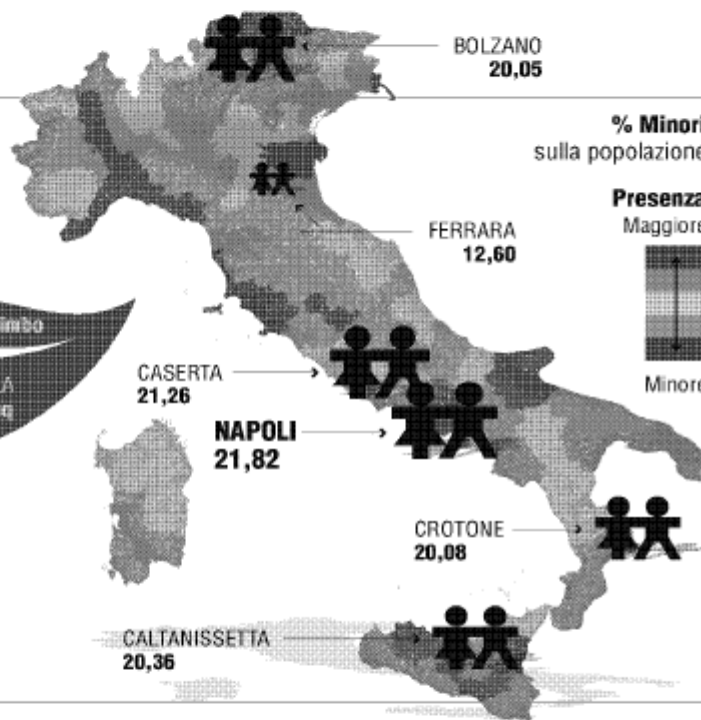 BOLZANO
20,05
% Minori
sulla popolazione
Presenza
Maggiore
Minore
FERRARA
12,60
CASERTA
21,26
NAPOLI
21,82
CROTONE
20,08
CALTANISSETTA
20,36